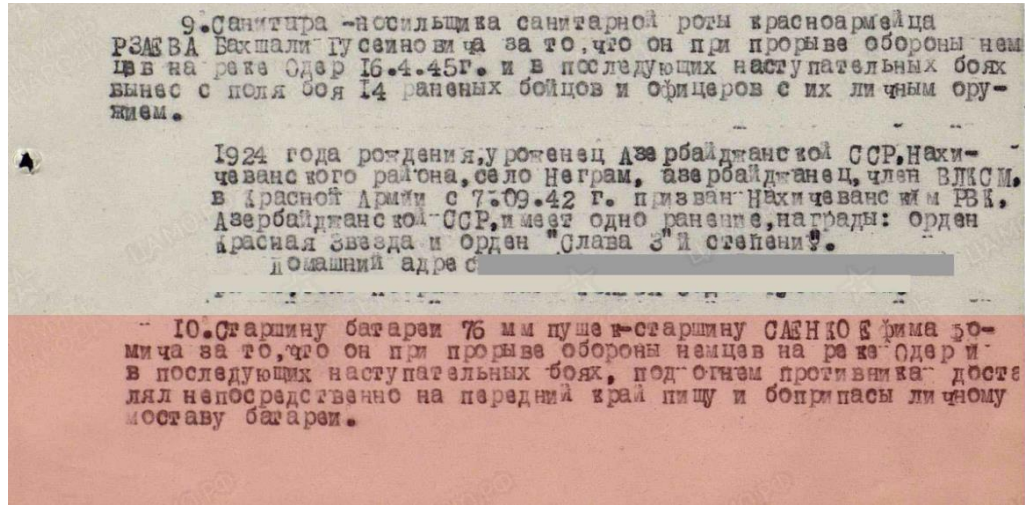 9.Санитара -носильщика санитарной роты красноармейца
РЗАЕВА Бахшали Гусеиновича за то,что он при прорыве обороны нем
цев на реке Одер 16.4.45г. и в последующих наступательных боях
вынес с поля боя 14 раненых бойцов и офицеров с их личным ору-
жием.
1924 года рождения,уроженец Азербайджанской ССР,Нахи-
чеванского района,село Неграм, азербайджанец,член ВЛКСМ.
в Красной Армии с 7.09.42 г. призван Нахичеванским РВК,
Азербайджанской ССР,имеет одно ранение,награды: орден
Красная Звезда и орден "Слава 3"й степени".
Домашний адрес
10.Старшину батареи 76 мм пушек-старшину САЕНКО Ефима
мича за то,что он при прорыве обороны немцев на реке Одер и
в последующих наступательных боях, под огнем противника доста
лял непосредственно на передний край пищу и боприпасы личному
составу батареи.